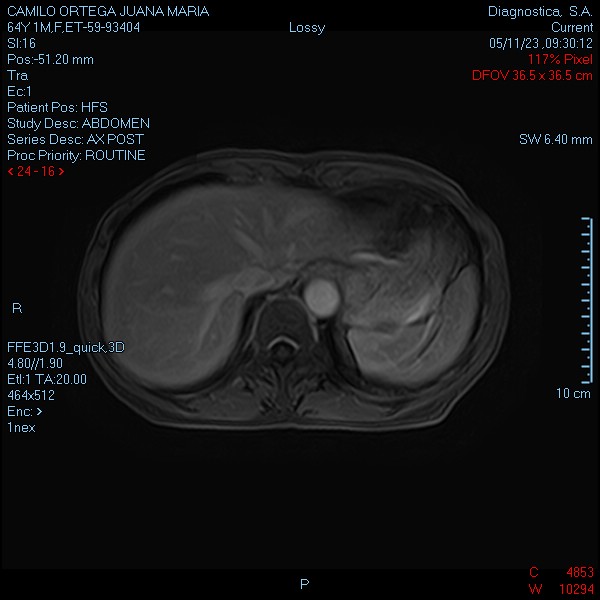 CAMILO ORTEGA JUANA MARIA
64Y 1M,F,ET-59-93404
Sl:16
Pos:-51.20 mm
Tra
Ec:1
Patient Pos: HFS
Study Desc: ABDOMEN
Series Desc: AX POST
Proc Priority: ROUTINE
< 24 - 16 >
Lossy
Diagnostica, S.A.
Current
05/11/23 ,09:30:12
117% Pixel
DFOV 36.5 x 36.5 cm
SW 6.40 mm
R
10 cm
FFE3D1.9_quick,3D
4.80//1.90
Etl:1 TA:20.00
464x512
Enc: >
1nex
P
C 4853
W 10294